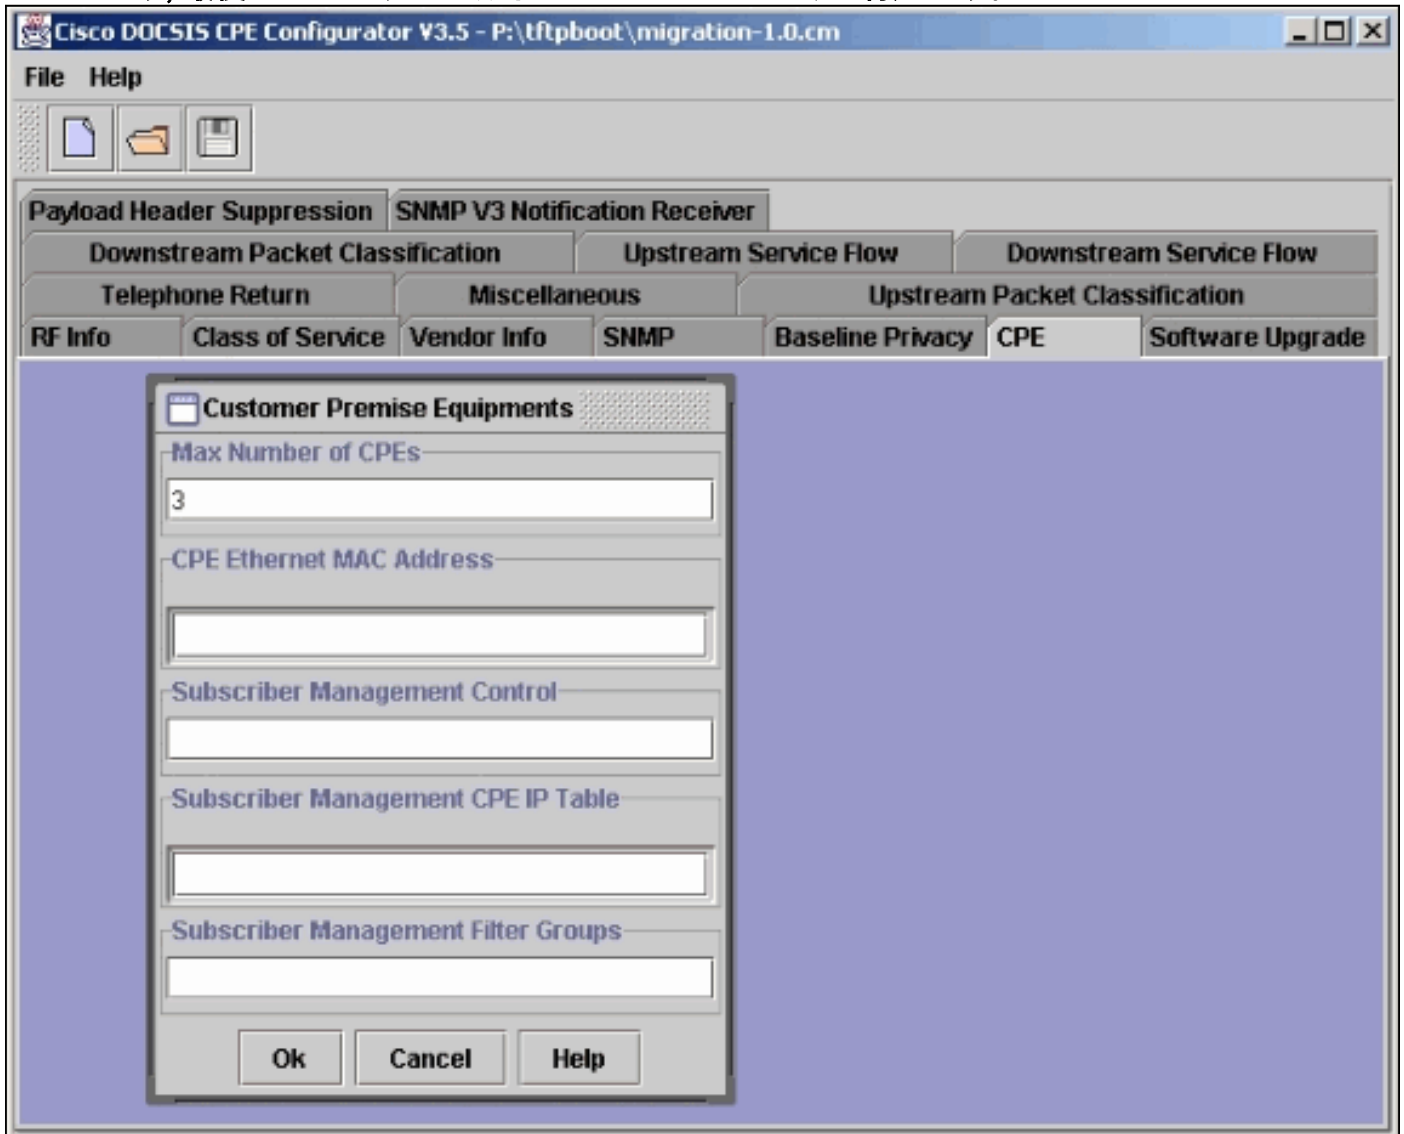 Cisco DOCSIS CPE Configurator V3.5 - P:\tftpboot\migration-1.0.cm
File Help
Payload Header Suppression SNMP V3 Notification Receiver
Downstream Packet Classification Upstream Service Flow Downstream Service Flow
Telephone Return Miscellaneous Upstream Packet Classification
RF Info Class of Service Vendor Info SNMP Baseline Privacy CPE Software Upgrade
Customer Premise Equipments
Max Number of CPEs
3
CPE Ethernet MAC Address
Subscriber Management Control
Subscriber Management CPE IP Table
Subscriber Management Filter Groups
Ok Cancel Help